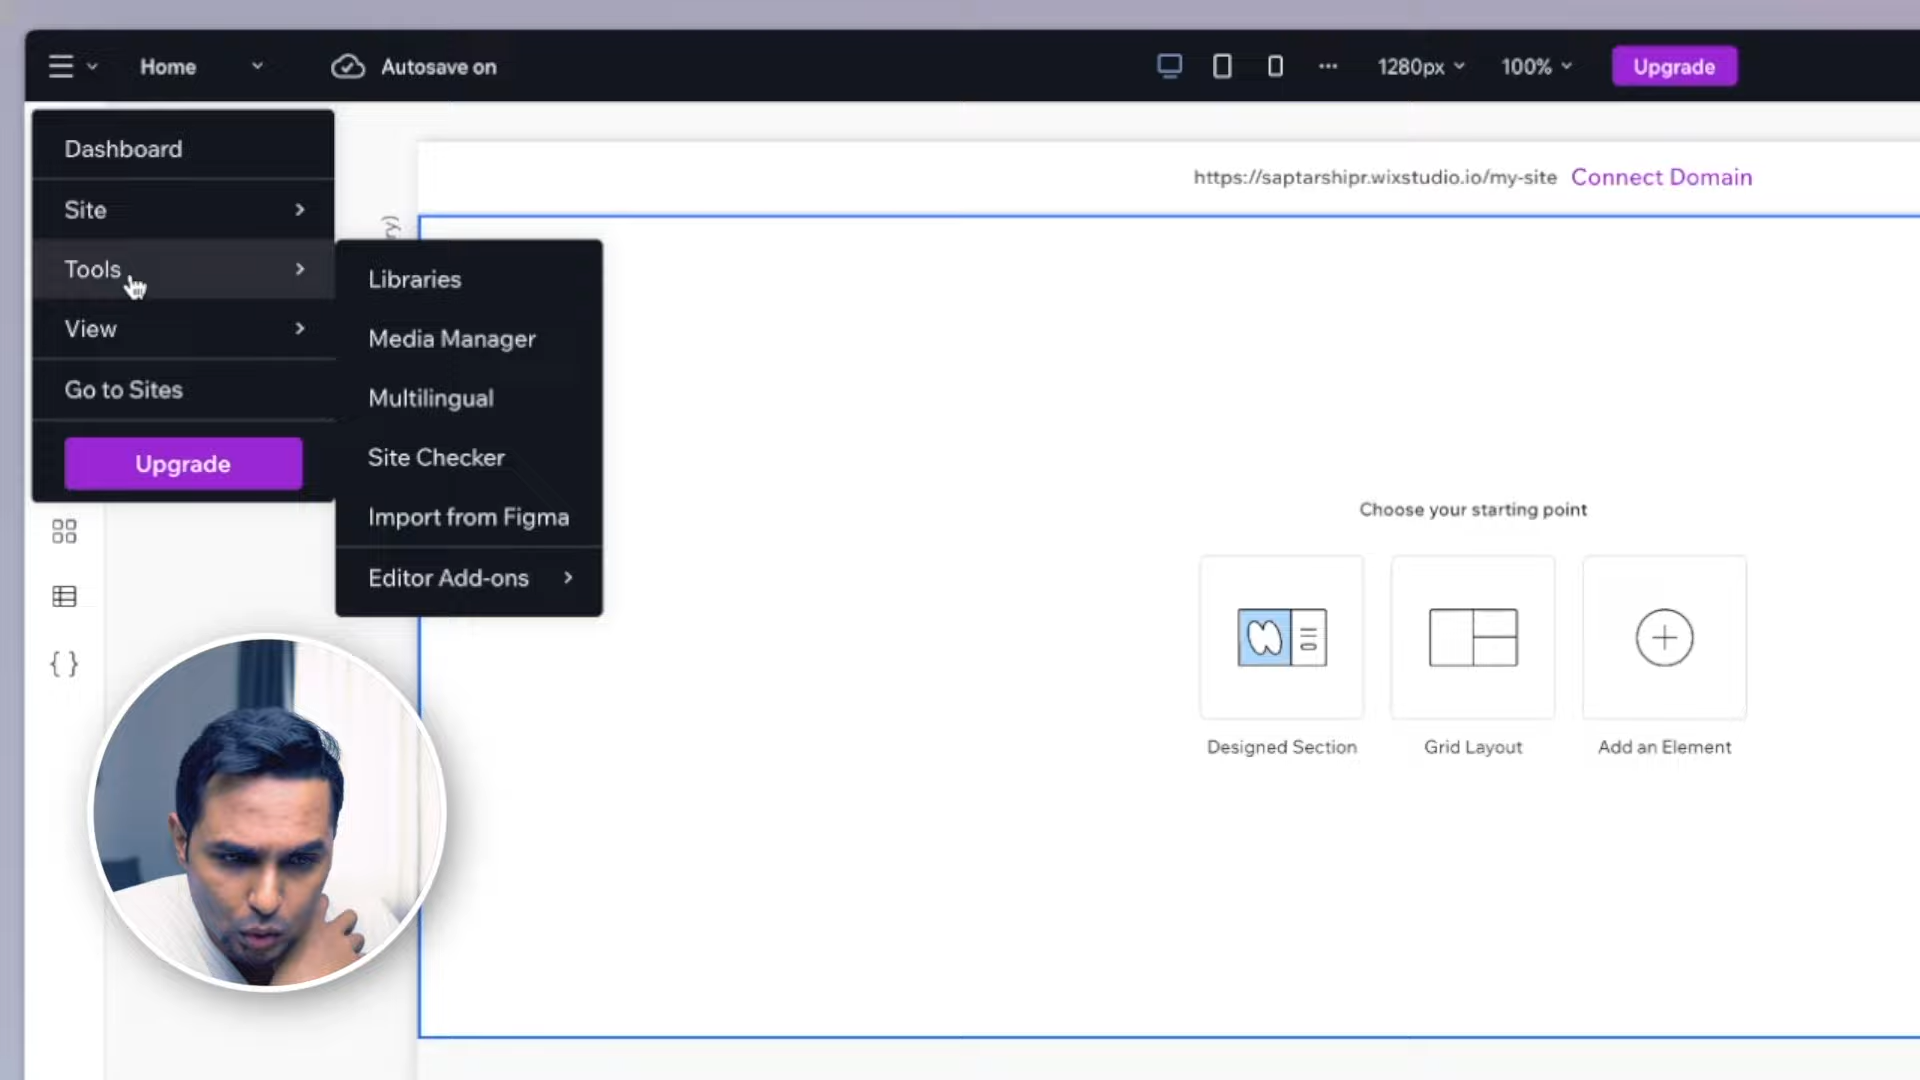 Home
Autosave on
1280px
100%
Upgrade
Dashboard
Site
Tools
View
Go to Sites
Upgrade
Libraries
Media Manager
Multilingual
Site Checker
Import from Figma
Editor Add-ons
ry)
https://saptarshipr.wixstudio.io/my-site Connect Domain
Choose your starting point
Designed Section
Grid Layout
Add an Element